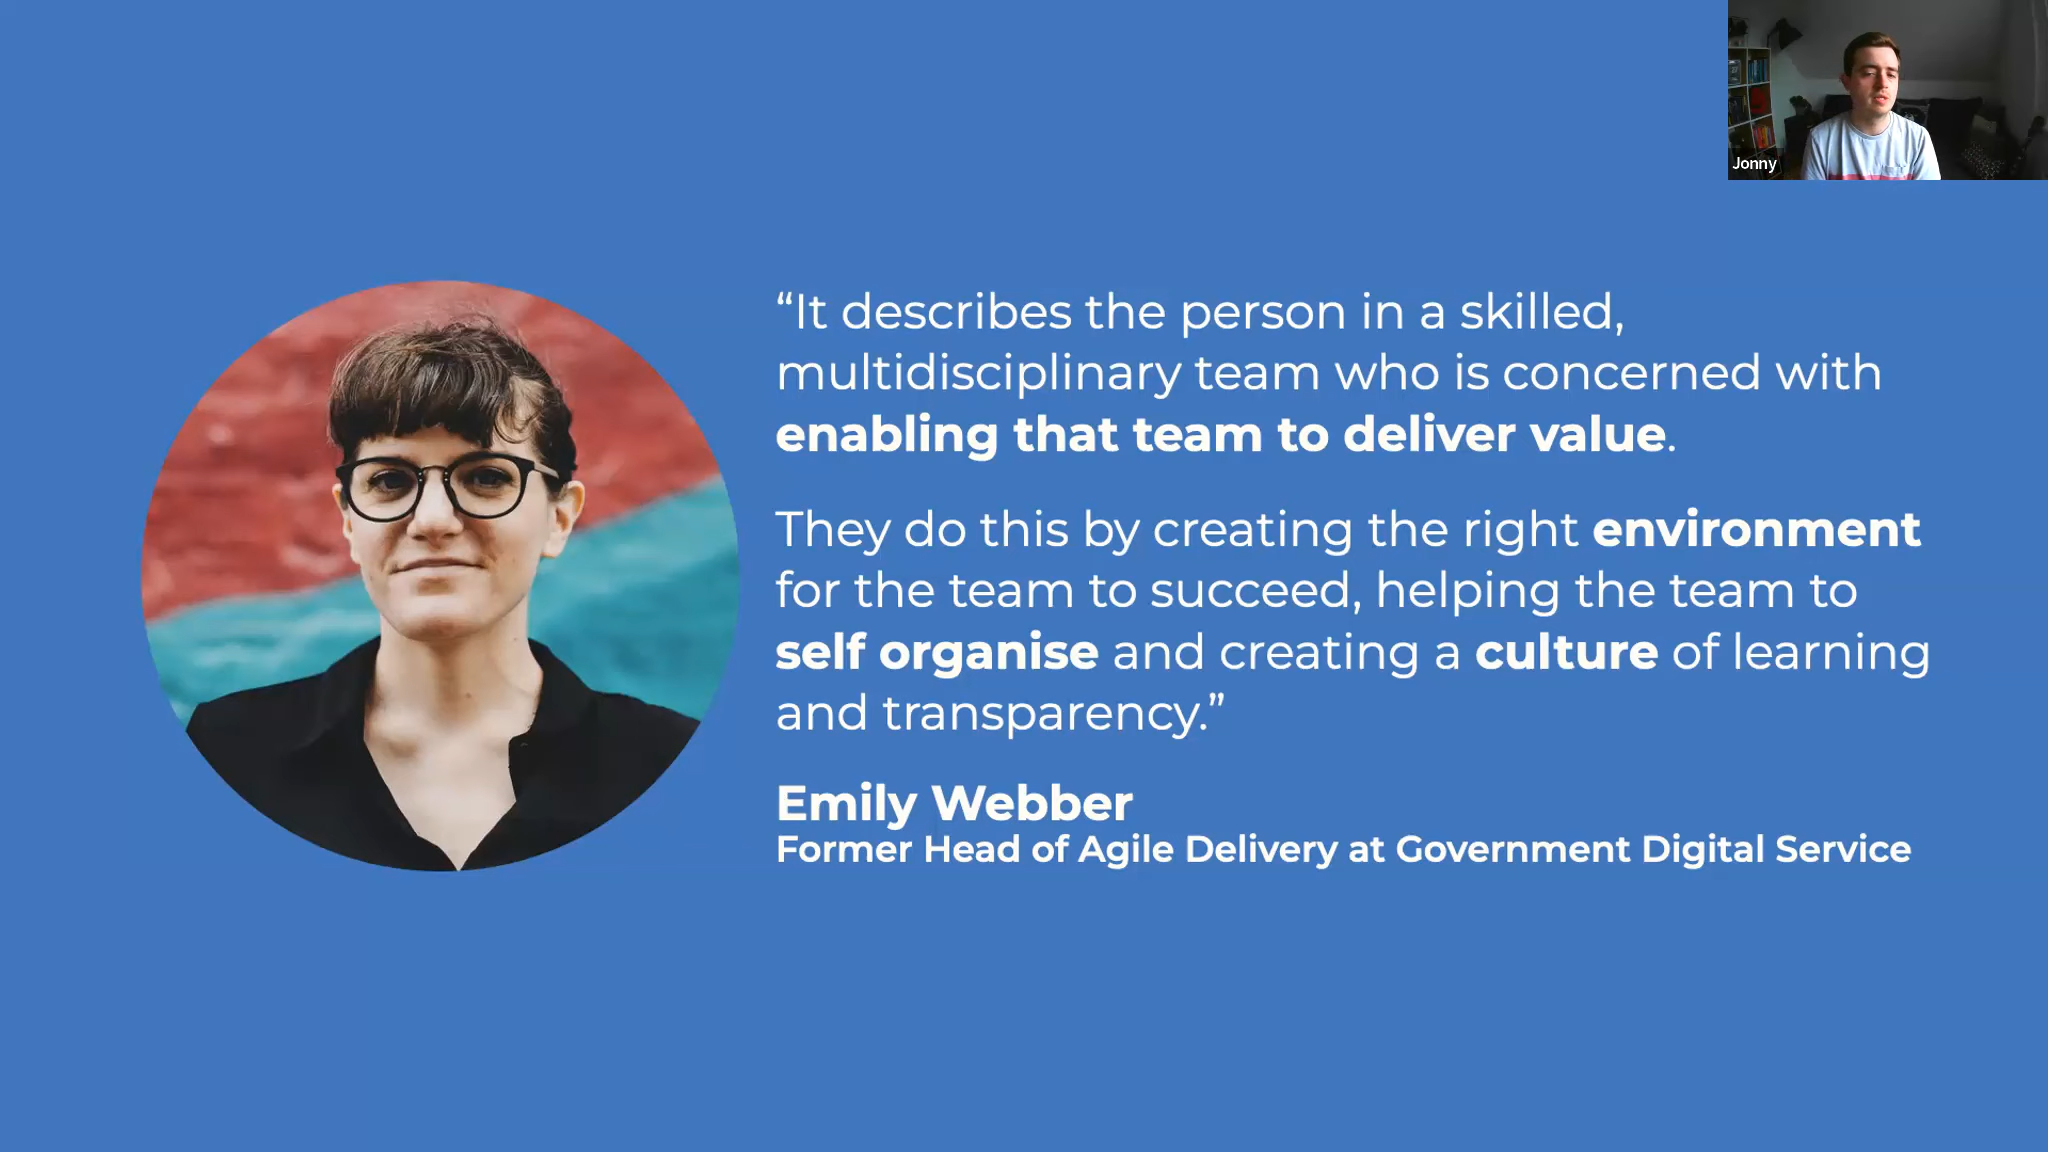 Jonny
“It describes the person in a skilled,
multidisciplinary team who is concerned with
enabling that team to deliver value.
They do this by creating the right environment
for the team to succeed, helping the team to
self organise and creating a culture of learning
and transparency.”
Emily Webber
Former Head of Agile Delivery at Government Digital Service